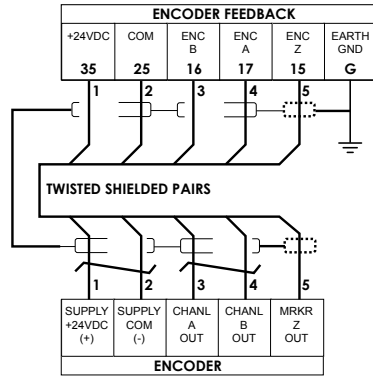 ENCODER FEEDBACK
+24VDC COM ENC ENC ENC EARTH
B A Z GND
35 25 16 17 15 G
1 2 3 4 5
TWISTED SHIELDED PAIRS
1 2 3 4 5
SUPPLY SUPPLY CHANL CHANL MRKR
+24VDC COM A B Z
(+) (-) OUT OUT OUT
ENCODER